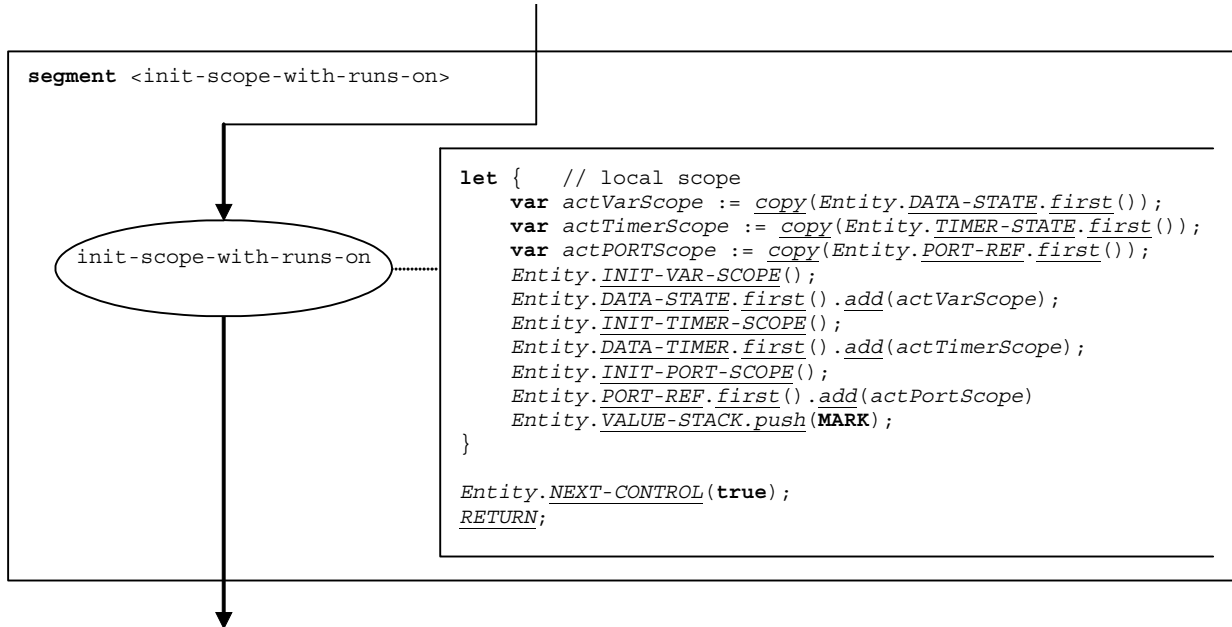 segment <init-scope-with-runs-on>
init-scope-with-runs-on
let {   // local scope
    var actVarScope := copy(Entity.DATA-STATE.first());
    var actTimerScope := copy(Entity.TIMER-STATE.first());
    var actPORTScope := copy(Entity.PORT-REF.first());
    Entity.INIT-VAR-SCOPE();
    Entity.DATA-STATE.first().add(actVarScope);
    Entity.INIT-TIMER-SCOPE();
    Entity.DATA-TIMER.first().add(actTimerScope);
    Entity.INIT-PORT-SCOPE();
    Entity.PORT-REF.first().add(actPortScope)
    Entity.VALUE-STACK.push(MARK);
}
Entity.NEXT-CONTROL(true);
RETURN;